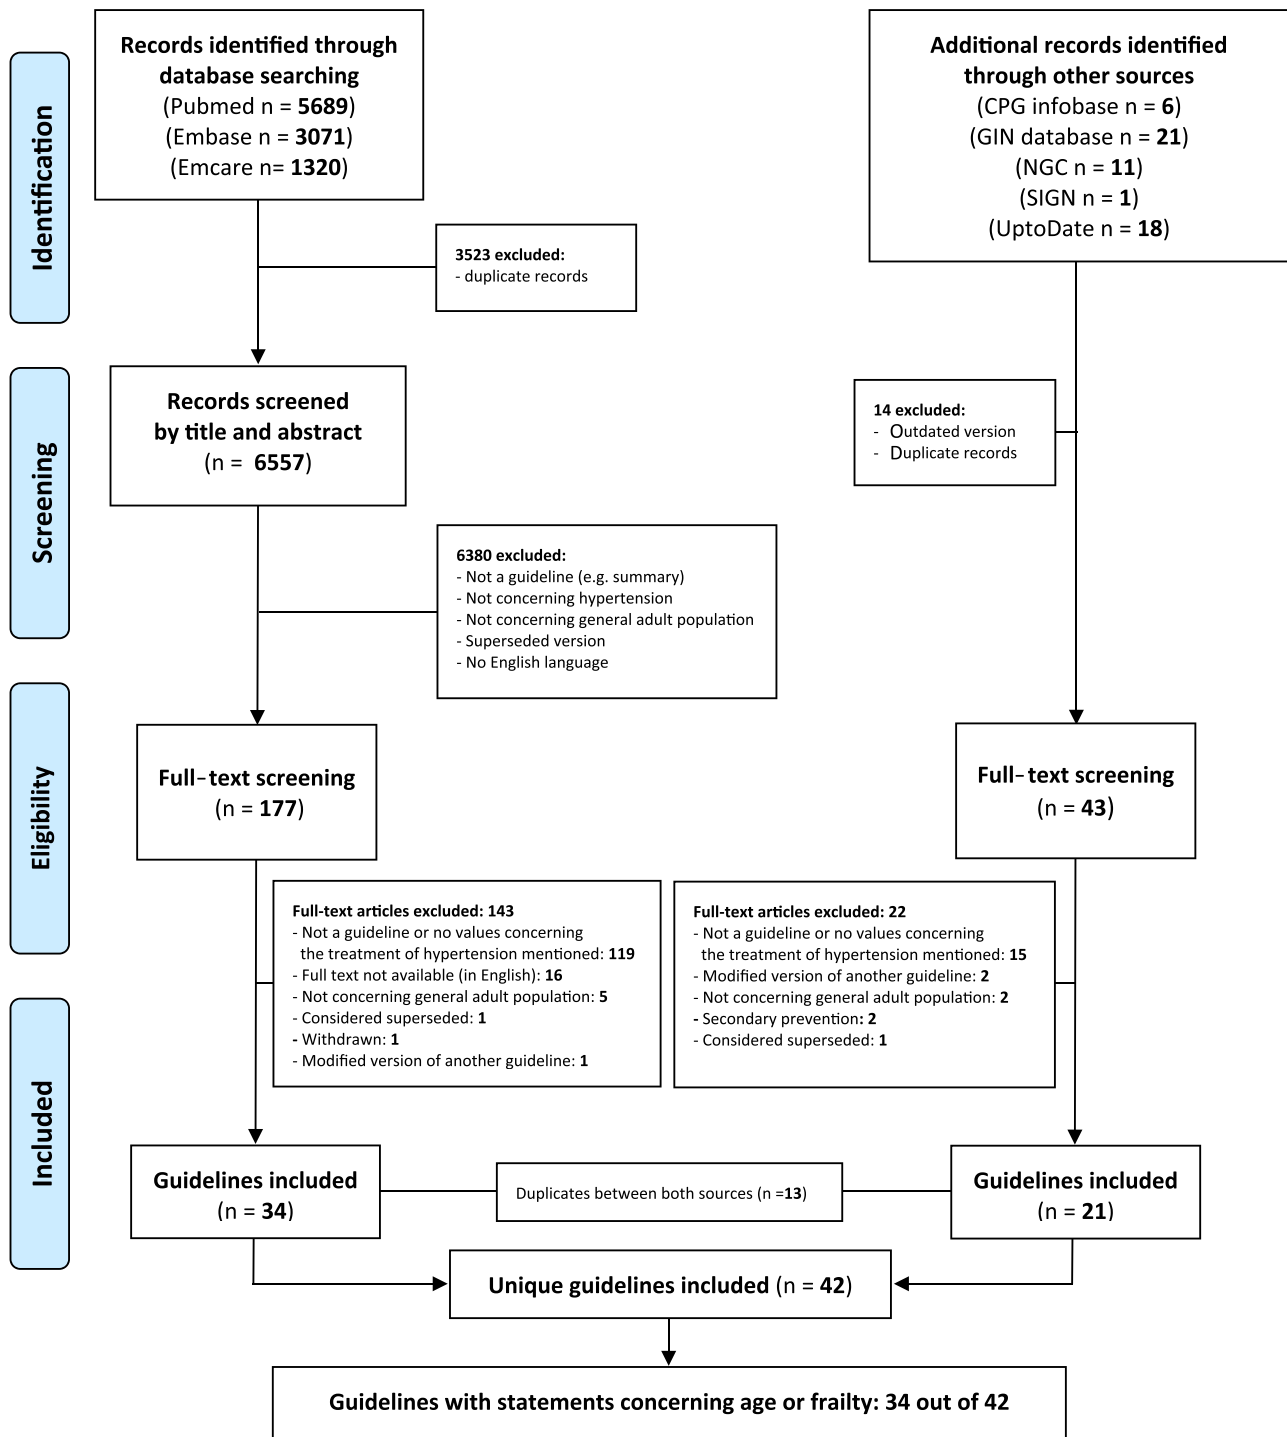 Identification
Records identified through
database searching
(Pubmed n = 5689)
(Embase n = 3071)
(Emcare n= 1320)
Additional records identified
through other sources
(CPG infobase n = 6)
(GIN database n = 21)
(NGC n = 11)
(SIGN n = 1)
(UptoDate n = 18)
3523 excluded:
- duplicate records
Screening
Records screened
by title and abstract
(n = 6557)
14 excluded:
- Outdated version
- Duplicate records
6380 excluded:
- Not a guideline (e.g. summary)
- Not concerning hypertension
- Not concerning general adult population
- Superseded version
- No English language
Eligibility
Full-text screening
(n = 177)
Full-text screening
(n = 43)
Full-text articles excluded: 143
- Not a guideline or no values concerning
the treatment of hypertension mentioned: 119
- Full text not available (in English): 16
- Not concerning general adult population: 5
- Considered superseded: 1
- Withdrawn: 1
- Modified version of another guideline: 1
Full-text articles excluded: 22
- Not a guideline or no values concerning
the treatment of hypertension mentioned: 15
- Modified version of another guideline: 2
- Not concerning general adult population: 2
- Secondary prevention: 2
- Considered superseded: 1
Included
Guidelines included
(n = 34)
Duplicates between both sources (n =13)
Guidelines included
(n = 21)
Unique guidelines included (n = 42)
Guidelines with statements concerning age or frailty: 34 out of 42